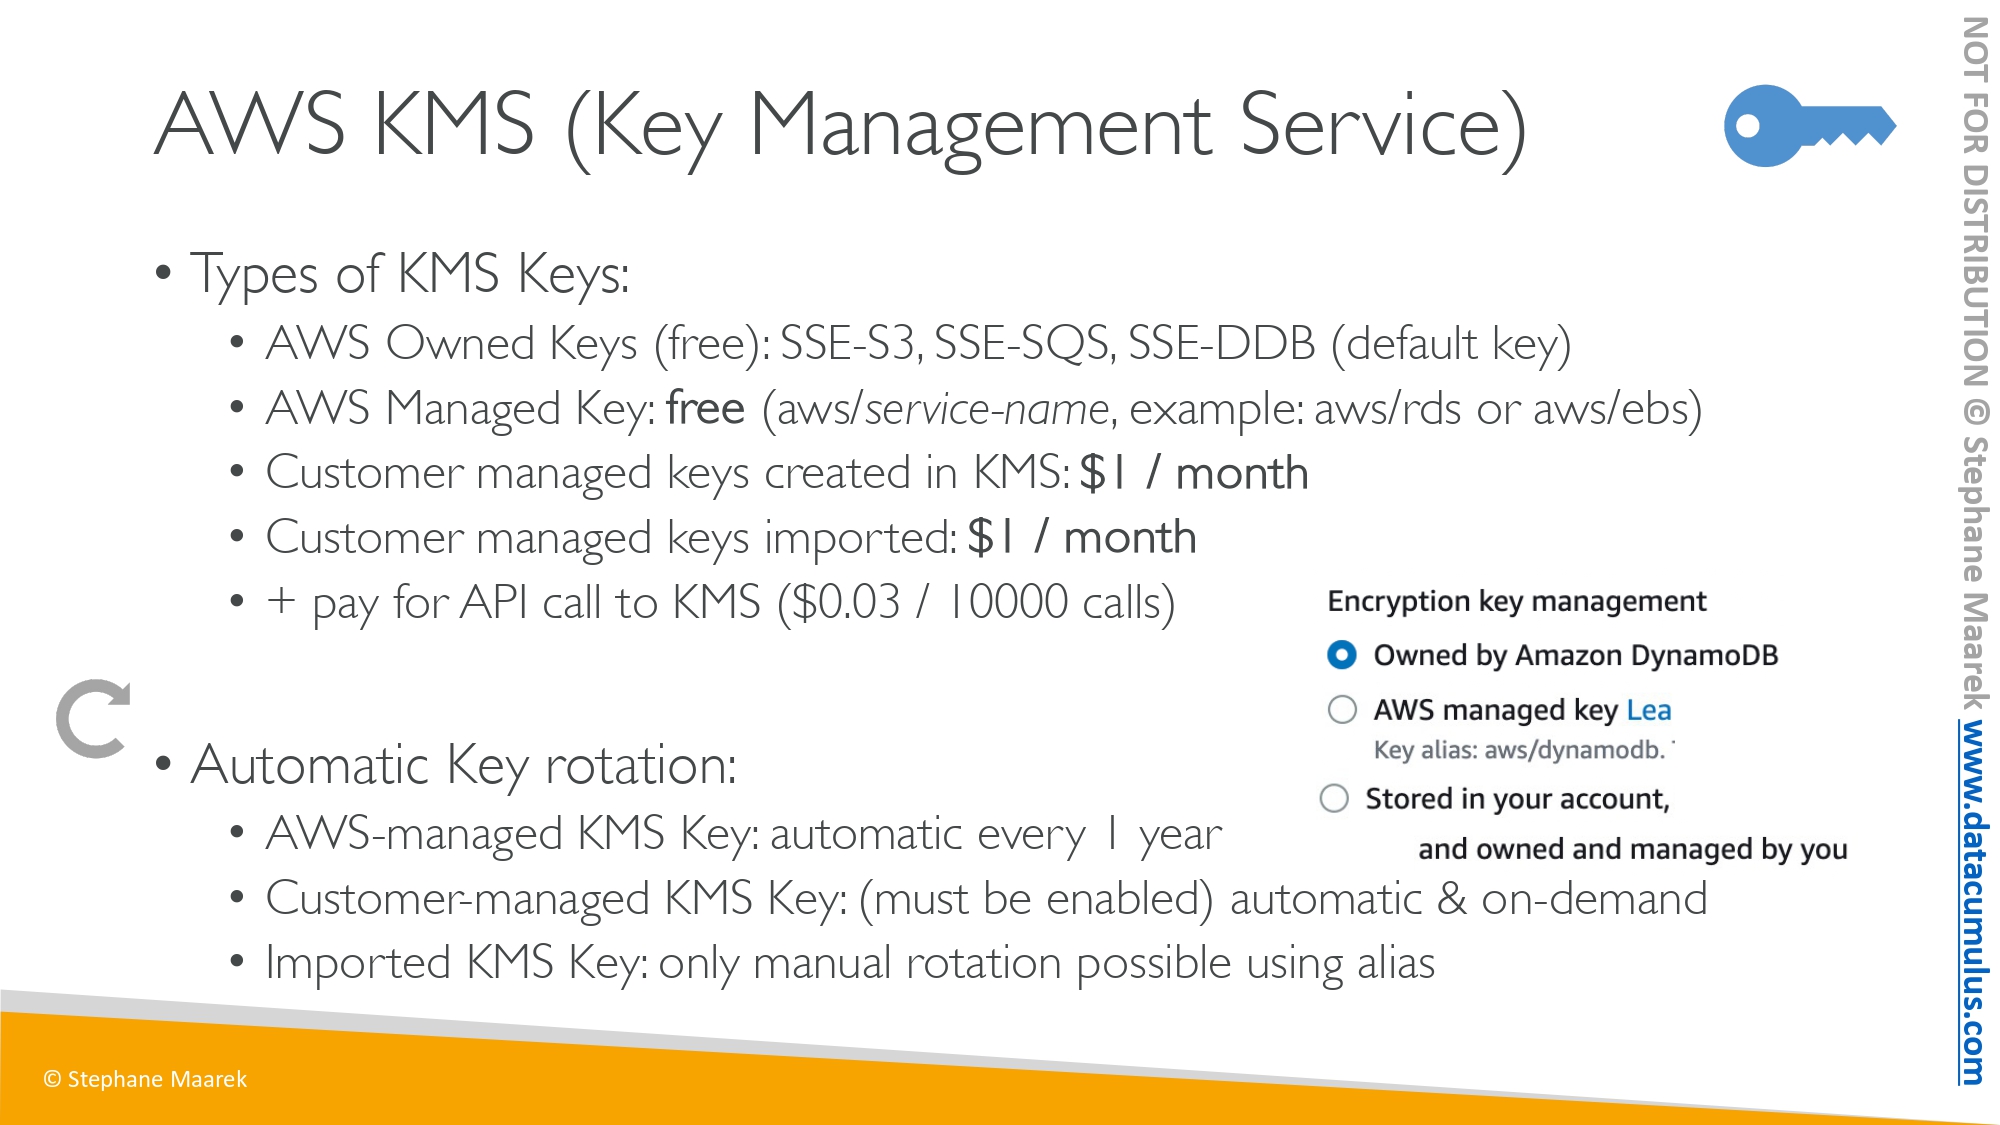 AWS KMS (Key Management Service)
• Types of KMS Keys:
• AWS Owned Keys (free): SSE-S3, SSE-SQS, SSE-DDB (default key)
• AWS Managed Key: free (aws/service-name, example: aws/rds or aws/ebs)
• Customer managed keys created in KMS: $1 / month
• Customer managed keys imported: $1 / month
• + pay for API call to KMS ($0.03 / 10000 calls)
Encryption key management
Owned by Amazon DynamoDB
AWS managed key Lea
Key alias: aws/dynamodb.
Stored in your account,
and owned and managed by you
• Automatic Key rotation:
• AWS-managed KMS Key: automatic every 1 year
• Customer-managed KMS Key: (must be enabled) automatic & on-demand
• Imported KMS Key: only manual rotation possible using alias
© Stephane Maarek
NOT FOR DISTRIBUTION © Stephane Maarek www.datacumulus.com